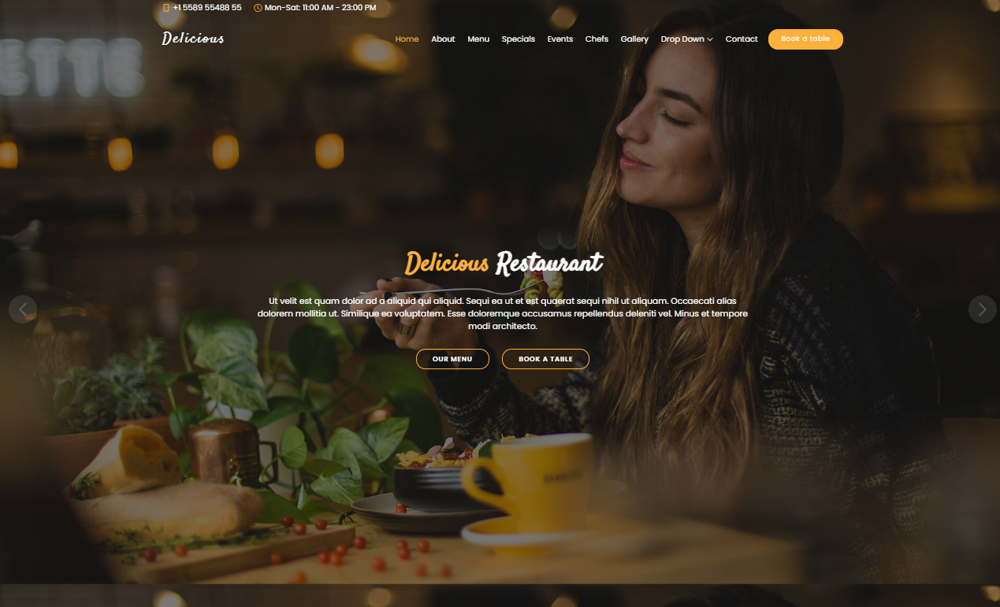 +1 5589 55488 55 Mon-Sat: 11:00 AM - 23:00 PM
Delicious
Home About Menu Specials Events Chefs Gallery Drop Down Contact Book a table
ETTE
Delicious Restaurant
Ut velit est quam dolor ad a aliquid qui aliquid. Sequi ea ut et est quaerat sequi nihil ut aliquam. Occaecati alias
dolorem mollitia ut. Similique ea voluptatem. Esse doloremque accusamus repellendus deleniti vel. Minus et tempore
modi architecto.
OUR MENU BOOK A TABLE